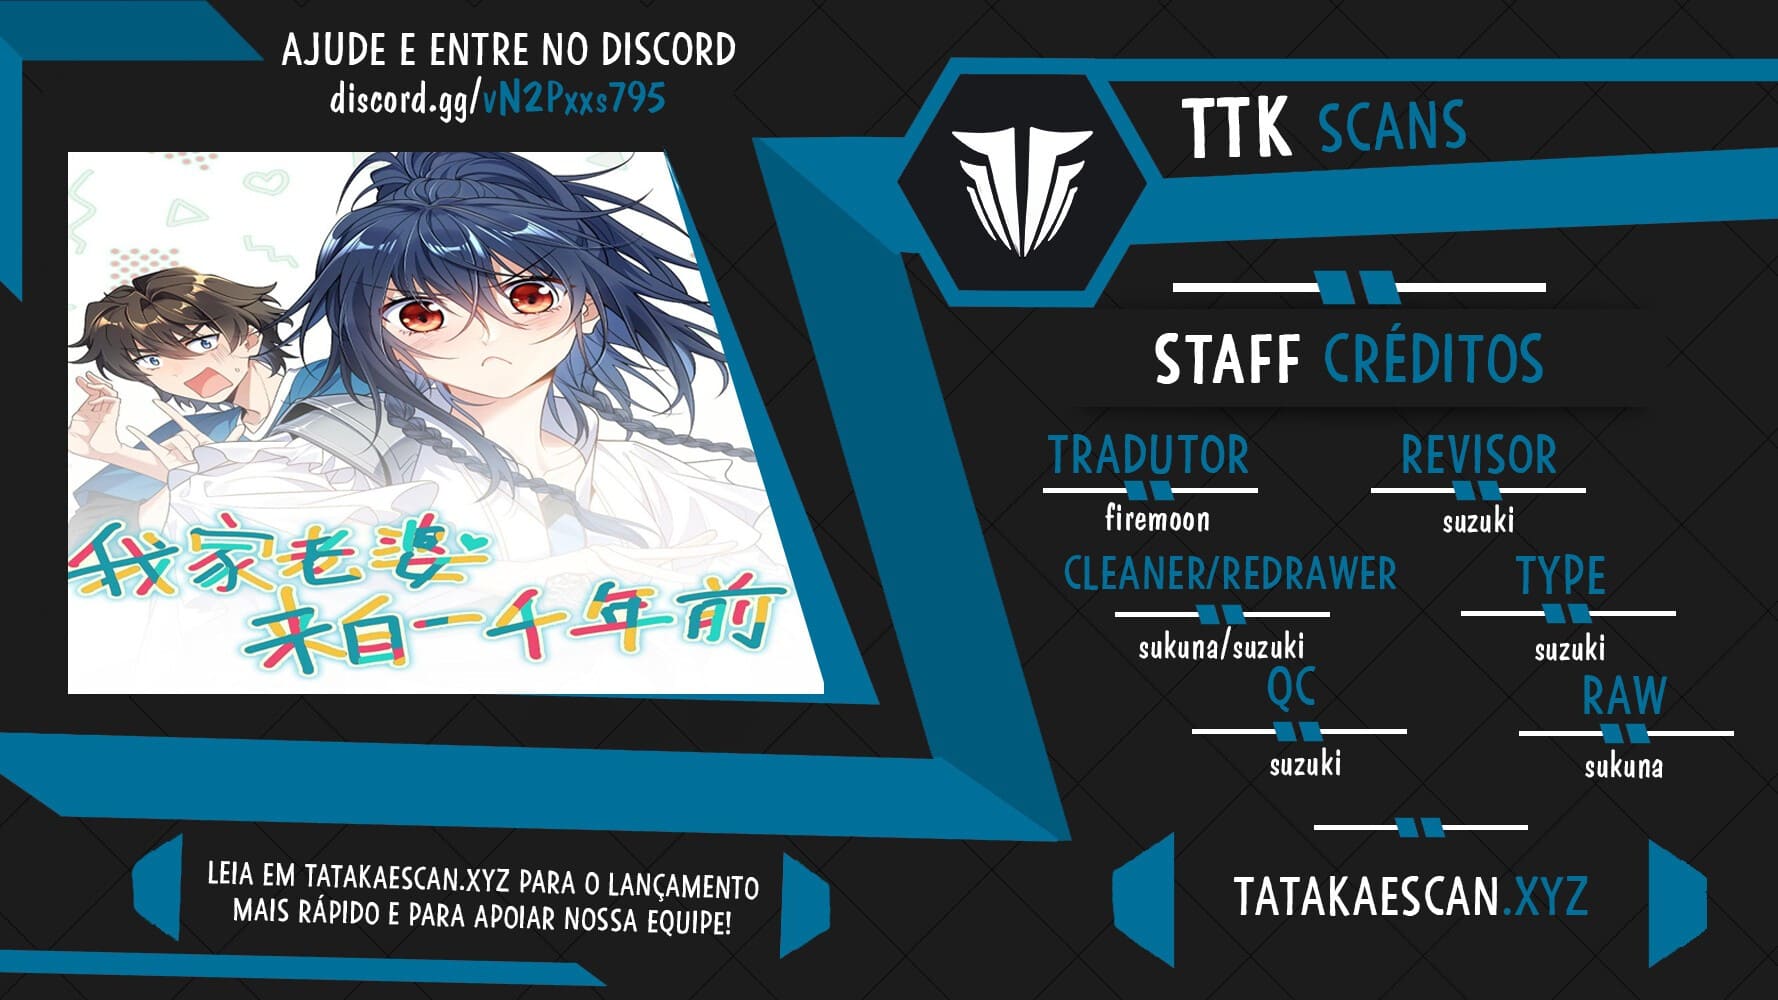 AJUDE E ENTRE NO DISCORD
discord.gg/vN2Pxxs795
我家老婆
来自一千年前
LEIA EM TATAKAESCAN.XYZ PARA O LANÇAMENTO
MAIS RÁPIDO E PARA APOIAR NOSSA EQUIPE!
TTK SCANS
STAFF CRÉDITOS
TRADUTOR
firemoon
REVISOR
suzuki
CLEANER/REDRAWER
sukuna/suzuki
TYPE
suzuki
QC
suzuki
RAW
sukuna
TATAKAESCAN.XYZ